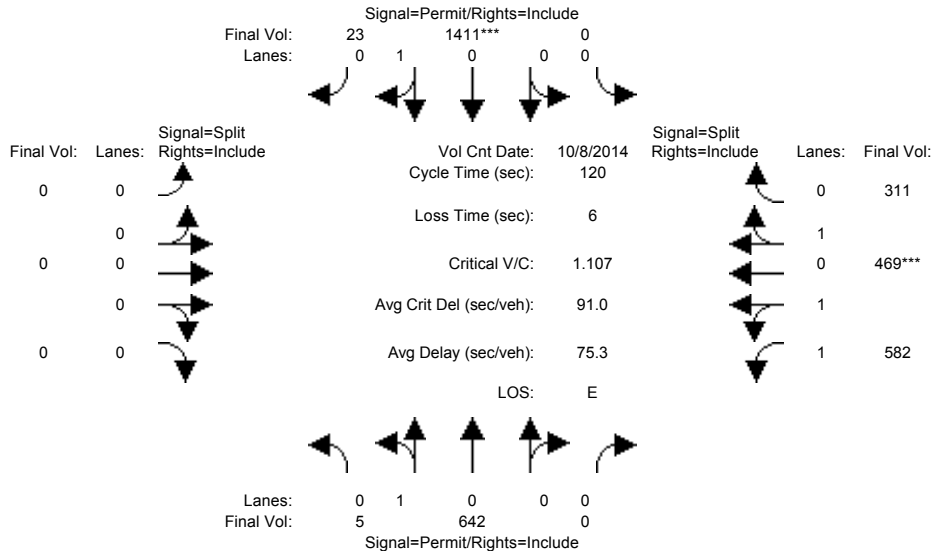 Signal=Permit/Rights=Include
Final Vol: 23 1411*** 0
Lanes: 0 1 0 0 0
Signal=Split Signal=Split
Final Vol: Lanes: Rights=Include Vol Cnt Date: 10/8/2014 Rights=Include Lanes: Final Vol:
Cycle Time (sec): 120
0 0 0 311
Loss Time (sec): 6
0 1
0 0 Critical V/C: 1.107 0 469***
0 Avg Crit Del (sec/veh): 91.0 1
0 0 Avg Delay (sec/veh): 75.3 1 582
LOS: E
Lanes: 0 1 0 0 0
Final Vol: 5 642 0
Signal=Permit/Rights=Include